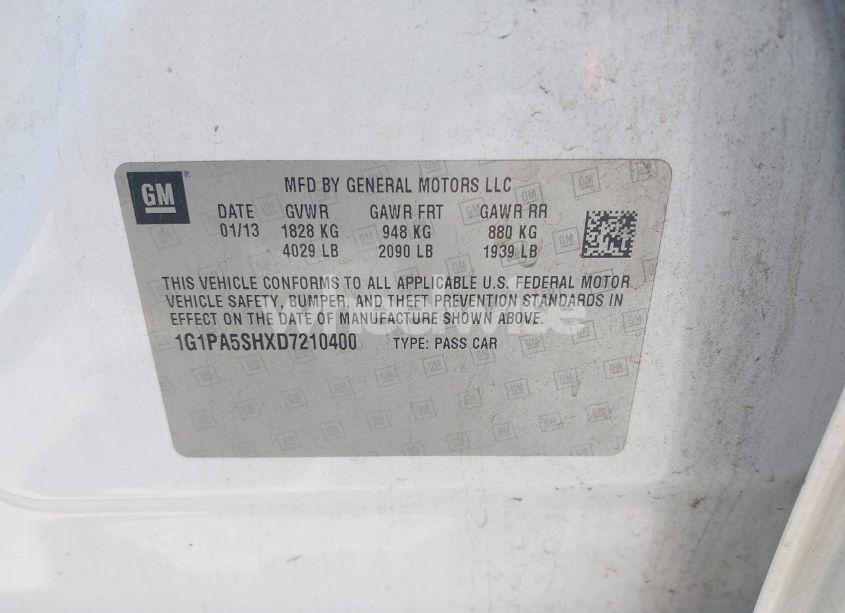 GM
MFD BY GENERAL MOTORS LLC
DATE GVWR GAWR FRT GAWR RR
01/13 1828 KG 948 KG 880 KG
4029 LB 2090 LB 1939 LB
THIS VEHICLE CONFORMS TO ALL APPLICABLE U.S. FEDERAL MOTOR
VEHICLE SAFETY, BUMPER, AND THEFT PREVENTION STANDARDS IN
EFFECT ON THE DATE OF MANUFACTURE SHOWN ABOVE.
1G1PA5SHXD7210400 TYPE: PASS CAR